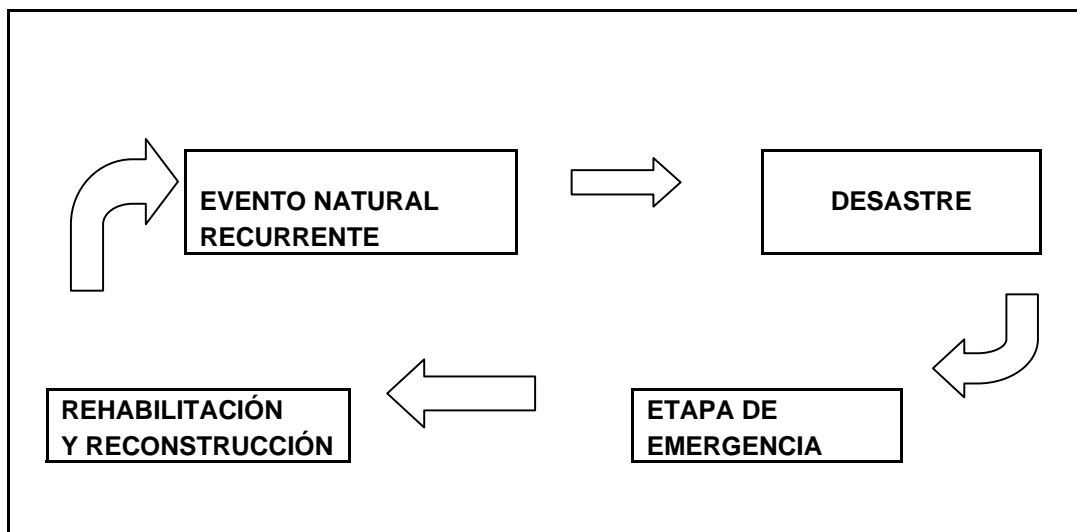 EVENTO NATURAL
RECURRENTE
DESASTRE
REHABILITACIÓN
Y RECONSTRUCCIÓN
ETAPA DE
EMERGENCIA